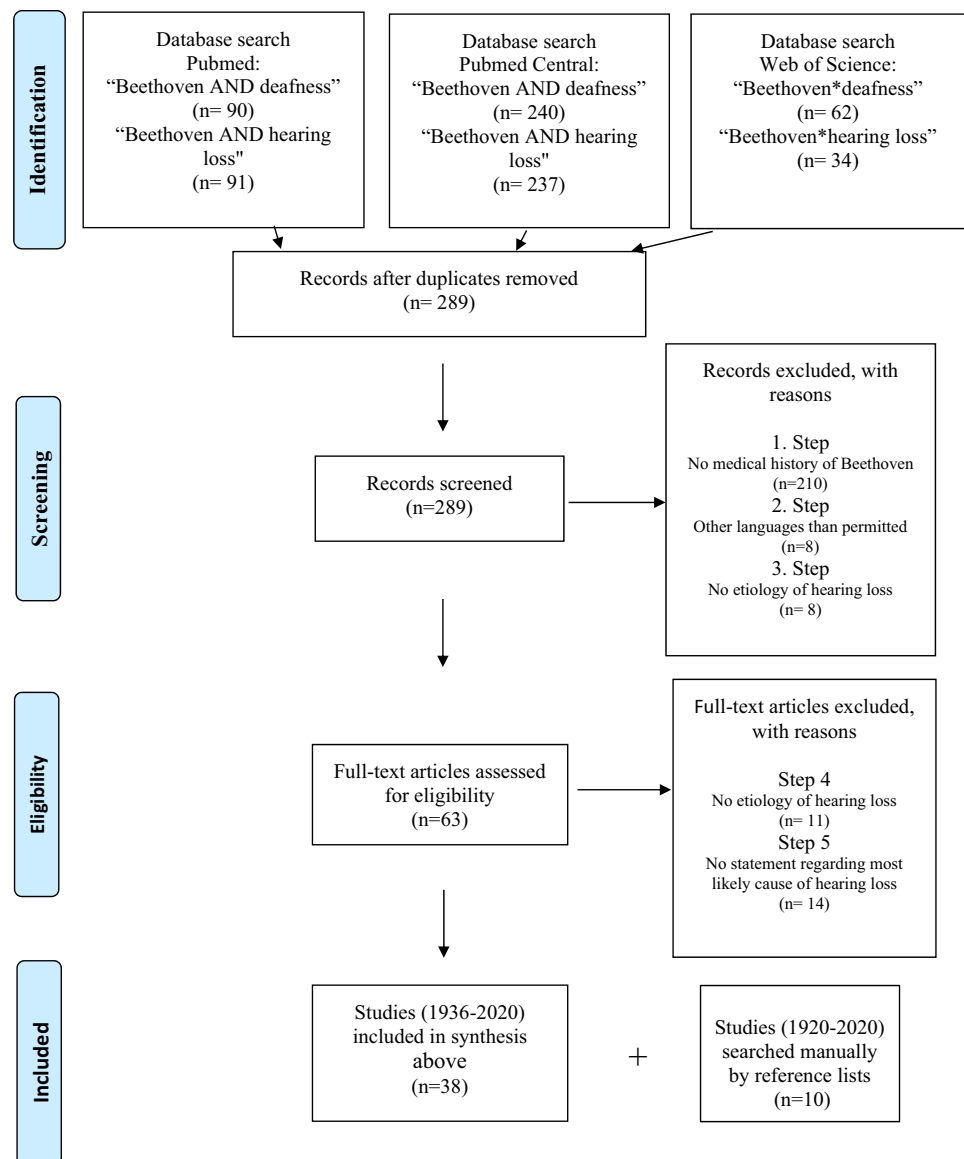 Identification
Database search
Pubmed:
“Beethoven AND deafness”
(n= 90)
“Beethoven AND hearing
loss"
(n= 91)
Database search
Pubmed Central:
“Beethoven AND deafness”
(n= 240)
“Beethoven AND hearing
loss"
(n= 237)
Database search
Web of Science:
“Beethoven*deafness”
(n= 62)
“Beethoven*hearing loss”
(n= 34)
Records after duplicates removed
(n= 289)
Screening
Records screened
(n=289)
Records excluded, with
reasons
1. Step
No medical history of Beethoven
(n=210)
2. Step
Other languages than permitted
(n=8)
3. Step
No etiology of hearing loss
(n= 8)
Eligibility
Full-text articles assessed
for eligibility
(n=63)
Full-text articles excluded,
with reasons
Step 4
No etiology of hearing loss
(n= 11)
Step 5
No statement regarding most
likely cause of hearing loss
(n= 14)
Included
Studies (1936-2020)
included in synthesis
above
(n=38)
+
Studies (1920-2020)
searched manually
by reference lists
(n=10)